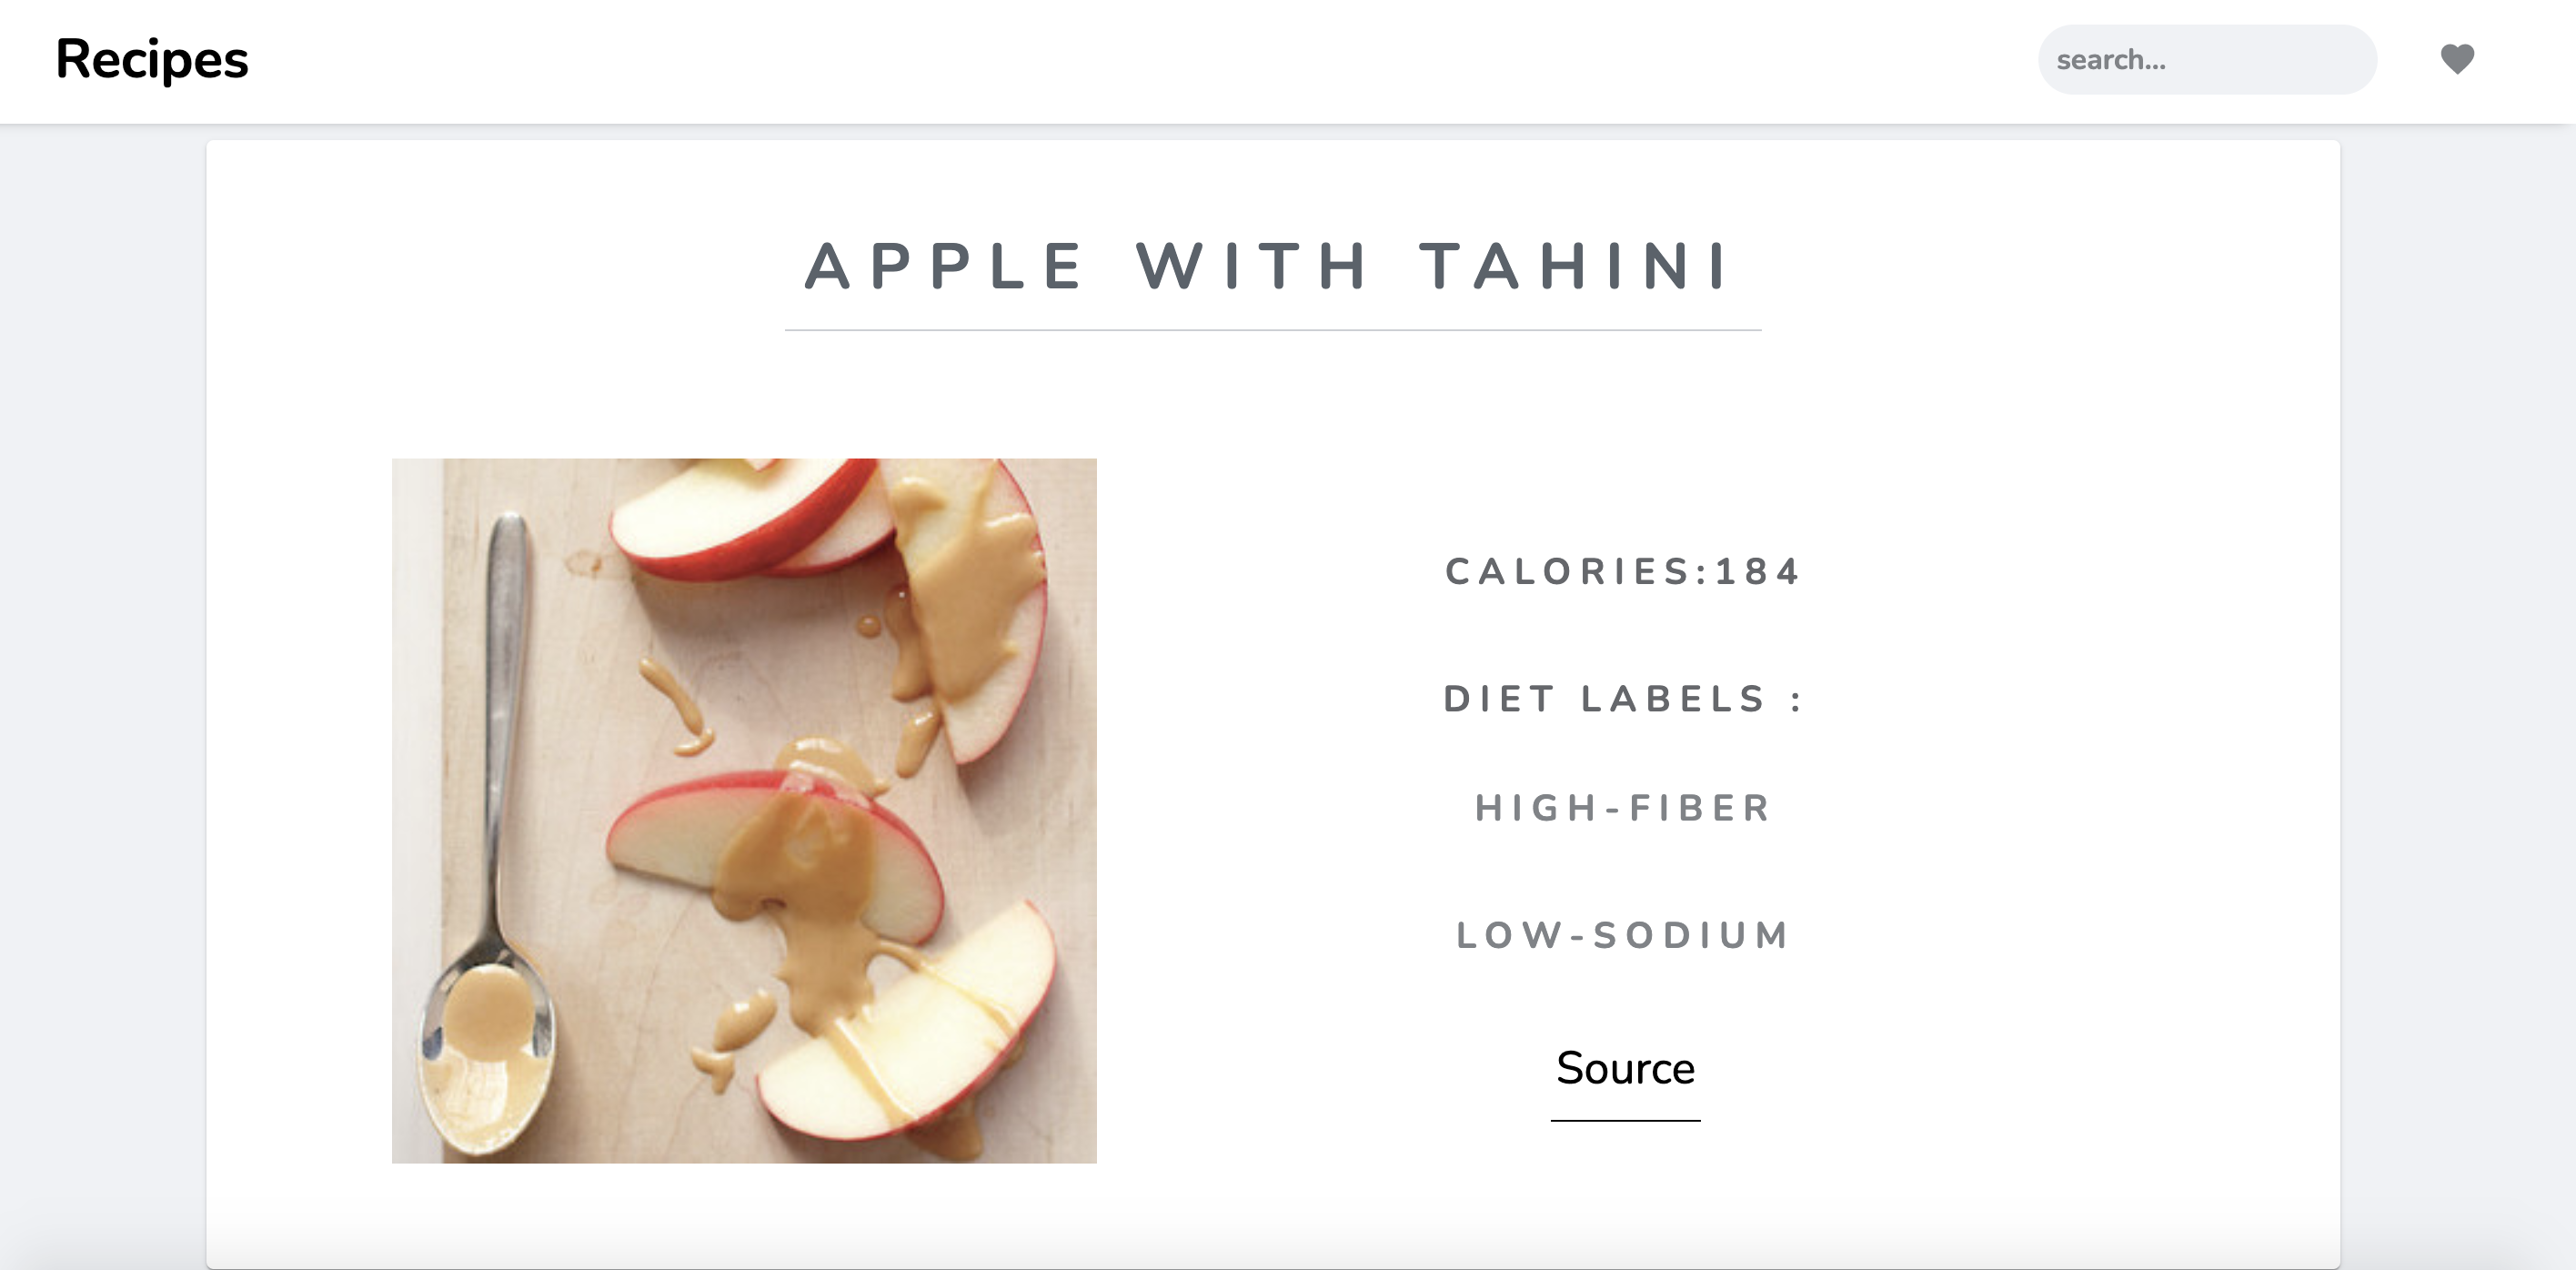 Recipes
search...
APPLE WITH TAHINI
CALORIES:184
DIET LABELS :
HIGH-FIBER
LOW-SODIUM
Source